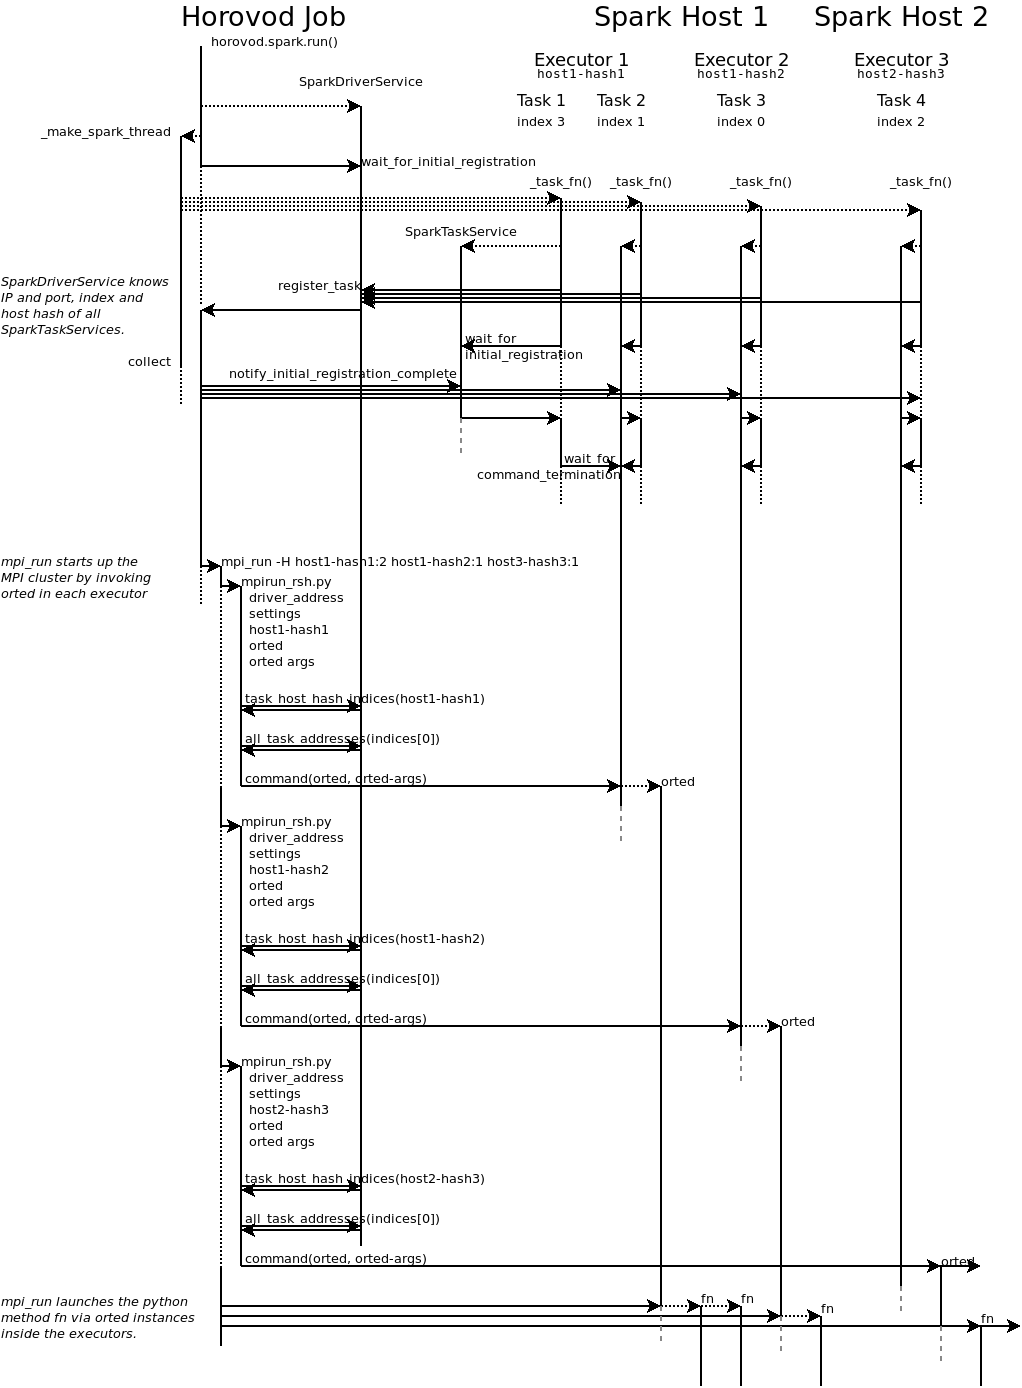 Horovod Job
Spark Host 1
Spark Host 2
horovod.spark.run()
Executor 1
host1-hash1
Executor 2
host1-hash2
Executor 3
host2-hash3
SparkDriverService
Task 1
index 3
Task 2
index 1
Task 3
index 0
Task 4
index 2
_make_spark_thread
wait_for_initial_registration
_task_fn()
_task_fn()
_task_fn()
_task_fn()
SparkTaskService
SparkDriverService knows
IP and port, index and
host hash of all
SparkTaskServices.
register_task
wait_for
initial_registration
collect
notify_initial_registration_complete
wait_for
command_termination
mpi_run starts up the
MPI cluster by invoking
orted in each executor
mpi_run -H host1-hash1:2 host1-hash2:1 host3-hash3:1
mpirun_rsh.py
driver_address
settings
host1-hash1
orted
orted args
task_host_hash_indices(host1-hash1)
all_task_addresses(indices[0])
command(orted, orted-args)
orted
mpirun_rsh.py
driver_address
settings
host1-hash2
orted
orted args
task_host_hash_indices(host1-hash2)
all_task_addresses(indices[0])
command(orted, orted-args)
orted
mpirun_rsh.py
driver_address
settings
host2-hash3
orted
orted args
task_host_hash_indices(host2-hash3)
all_task_addresses(indices[0])
command(orted, orted-args)
orted
mpi_run launches the python
method fn via orted instances
inside the executors.
fn
fn
fn
fn